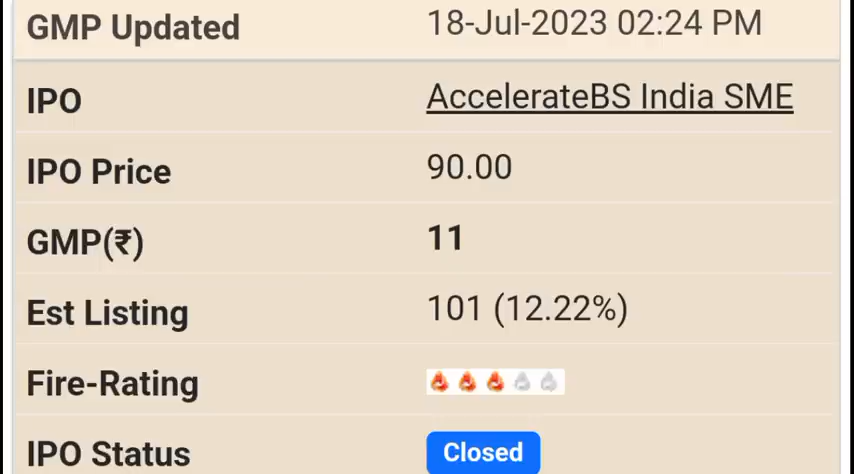 GMP Updated 18-Jul-2023 02:24 PM
IPO AccelerateBS India SME
IPO Price 90.00
GMP(₹) 11
Est Listing 101 (12.22%)
Fire-Rating
IPO Status Closed